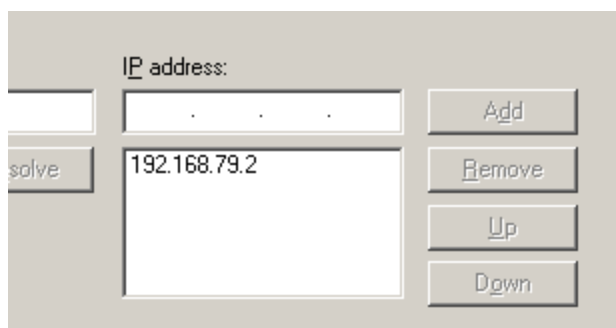 IP address:
. . .
Add
solve
192.168.79.2
Remove
Up
Down